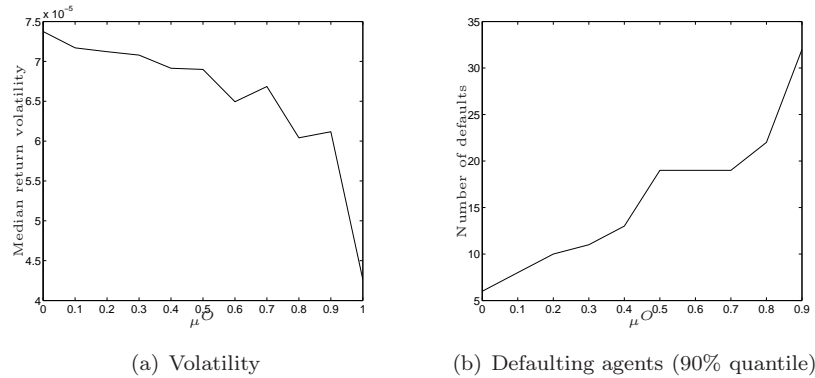 x 10⁻⁵
7.5
7
6.5
6
5.5
5
4.5
4
Median return volatility
0 0.1 0.2 0.3 0.4 0.5 0.6 0.7 0.8 0.9 1
μO
(a) Volatility
35
30
25
20
15
10
5
Number of defaults
0 0.1 0.2 0.3 0.4 0.5 0.6 0.7 0.8 0.9
μO
(b) Defaulting agents (90% quantile)